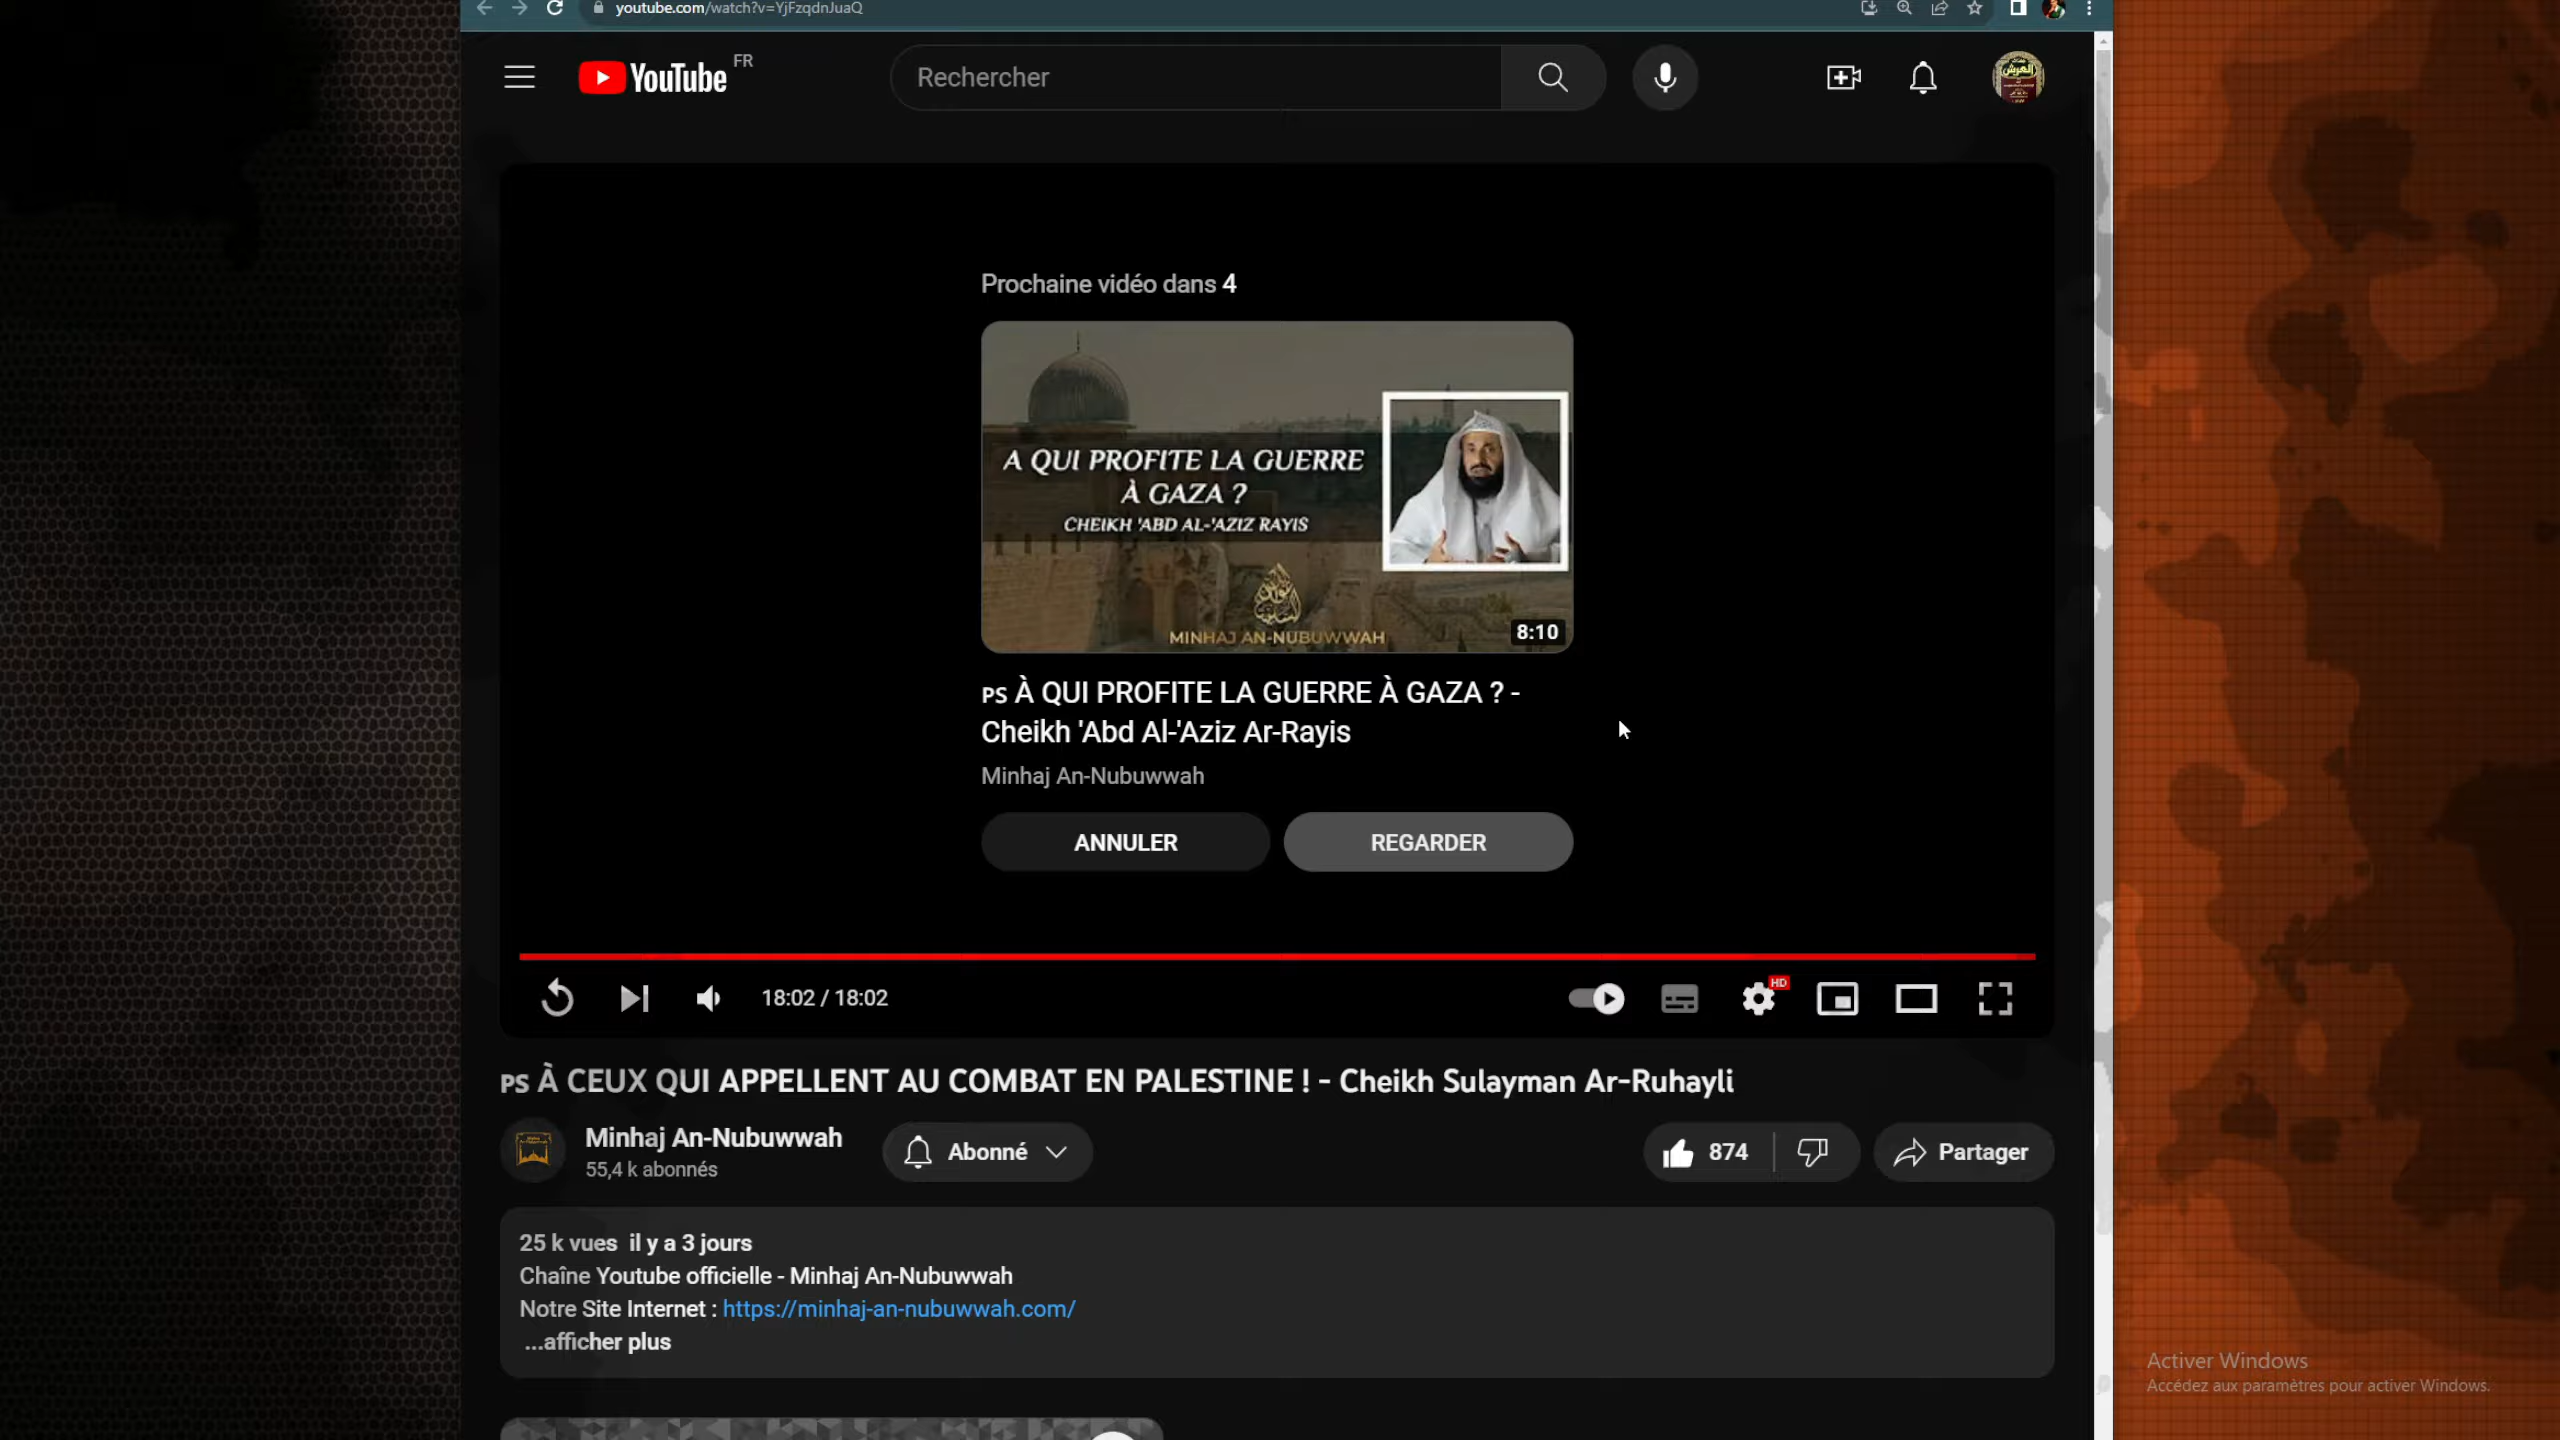 youtube.com/watch?v=YjFzqdnJuaQ
YouTube FR
Rechercher
العرش
Prochaine vidéo dans 4
A QUI PROFITE LA GUERRE
À GAZA ?
CHEIKH 'ABD AL-'AZIZ RAYIS
MINHAJ AN-NUBUWWAH
8:10
PS À QUI PROFITE LA GUERRE À GAZA ? -
Cheikh 'Abd Al-'Aziz Ar-Rayis
Minhaj An-Nubuwwah
ANNULER
REGARDER
18:02 / 18:02
HD
PS À CEUX QUI APPELLENT AU COMBAT EN PALESTINE ! - Cheikh Sulayman Ar-Ruhayli
Minhaj An-Nubuwwah
55,4 k abonnés
Abonné
874
Partager
25 k vues il y a 3 jours
Chaîne Youtube officielle - Minhaj An-Nubuwwah
Notre Site Internet : https://minhaj-an-nubuwwah.com/
...afficher plus
Activer Windows
Accédez aux paramètres pour activer Windows.